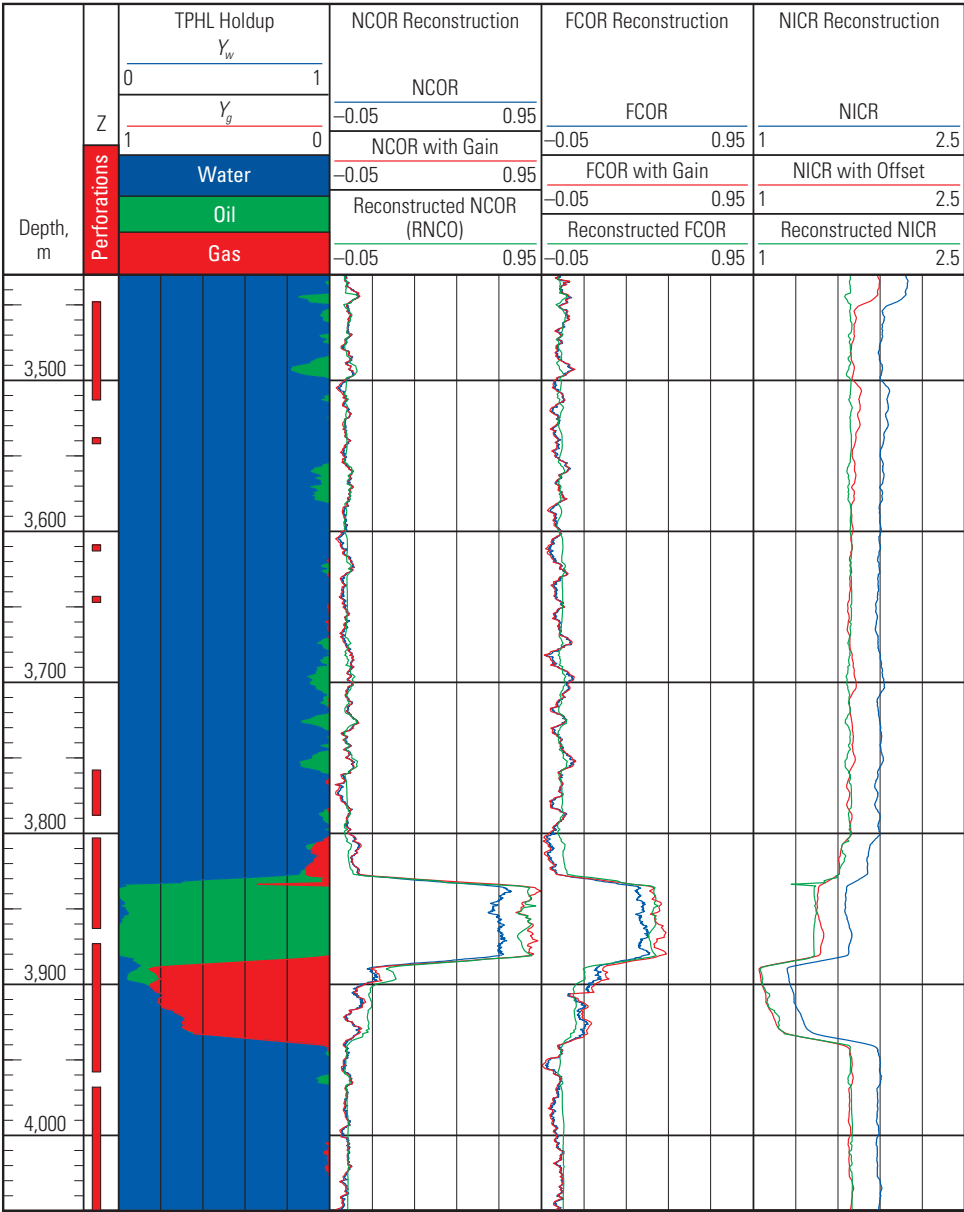 TPHL Holdup
Yw
0 1
Yg
1 0
Water
Oil
Gas
Depth,
m
Z
Perforations
NCOR Reconstruction
NCOR
–0.05 0.95
NCOR with Gain
–0.05 0.95
Reconstructed NCOR
(RNCO)
–0.05 0.95
FCOR Reconstruction
FCOR
–0.05 0.95
FCOR with Gain
–0.05 0.95
Reconstructed FCOR
–0.05 0.95
NICR Reconstruction
NICR
1 2.5
NICR with Offset
1 2.5
Reconstructed NICR
1 2.5
3,500
3,600
3,700
3,800
3,900
4,000